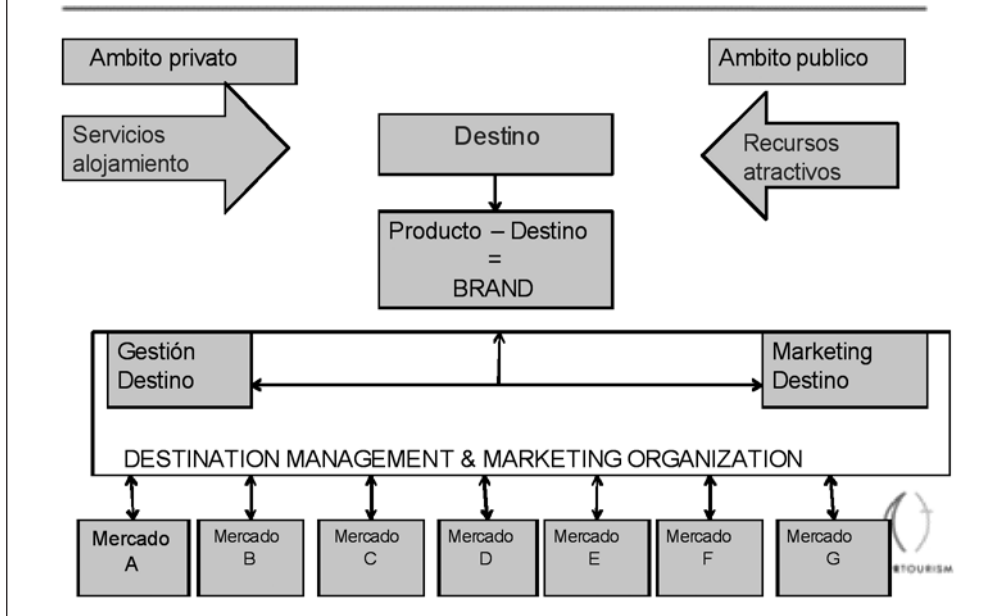 Ambito privato
Ambito publico
Servicios
alojamiento
Destino
Recursos
atractivos
Producto – Destino
=
BRAND
Gestión
Destino
Marketing
Destino
DESTINATION MANAGEMENT & MARKETING ORGANIZATION
Mercado
A
Mercado
B
Mercado
C
Mercado
D
Mercado
E
Mercado
F
Mercado
G